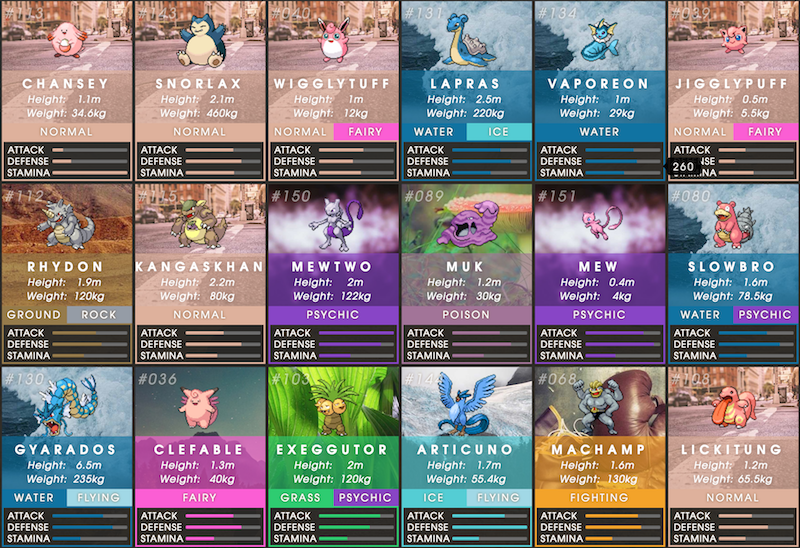 #113
CHANSEY
Height: 1.1m
Weight: 34.6kg
NORMAL
ATTACK
DEFENSE
STAMINA
#143
SNORLAX
Height: 2.1m
Weight: 460kg
NORMAL
ATTACK
DEFENSE
STAMINA
#040
WIGGLYTUFF
Height: 1m
Weight: 12kg
NORMAL FAIRY
ATTACK
DEFENSE
STAMINA
#131
LAPRAS
Height: 2.5m
Weight: 220kg
WATER ICE
ATTACK
DEFENSE
STAMINA
#134
VAPOREON
Height: 1m
Weight: 29kg
WATER
ATTACK
DEFENSE
STAMINA
#039
JIGGLYPUFF
Height: 0.5m
Weight: 5.5kg
NORMAL FAIRY
ATTACK
260
#112
RHYDON
Height: 1.9m
Weight: 120kg
GROUND ROCK
ATTACK
DEFENSE
STAMINA
#115
KANGASKHAN
Height: 2.2m
Weight: 80kg
NORMAL
ATTACK
DEFENSE
STAMINA
#150
MEWTWO
Height: 2m
Weight: 122kg
PSYCHIC
ATTACK
DEFENSE
STAMINA
#089
MUK
Height: 1.2m
Weight: 30kg
POISON
ATTACK
DEFENSE
STAMINA
#151
MEW
Height: 0.4m
Weight: 4kg
PSYCHIC
ATTACK
DEFENSE
STAMINA
#080
SLOWBRO
Height: 1.6m
Weight: 78.5kg
WATER PSYCHIC
ATTACK
DEFENSE
STAMINA
#130
GYARADOS
Height: 6.5m
Weight: 235kg
WATER FLYING
ATTACK
DEFENSE
STAMINA
#036
CLEFABLE
Height: 1.3m
Weight: 40kg
FAIRY
ATTACK
DEFENSE
STAMINA
#103
EXEGGUTOR
Height: 2m
Weight: 120kg
GRASS PSYCHIC
ATTACK
DEFENSE
STAMINA
ARTICUNO
Height: 1.7m
Weight: 55.4kg
ICE FLYING
ATTACK
DEFENSE
STAMINA
#068
MACHAMP
Height: 1.6m
Weight: 130kg
FIGHTING
ATTACK
DEFENSE
STAMINA
#108
LICKITUNG
Height: 1.2m
Weight: 65.5kg
NORMAL
ATTACK
DEFENSE
STAMINA